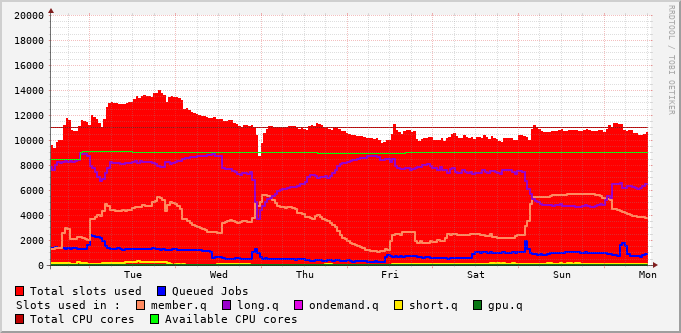 20000
18000
16000
14000
12000
10000
8000
6000
4000
2000
0
Tue Wed Thu Fri Sat Sun Mon
RRDTOOL / TOBI OETIKER
Total slots used Queued Jobs
Slots used in : member.q long.q ondemand.q short.q gpu.q
Total CPU cores Available CPU cores